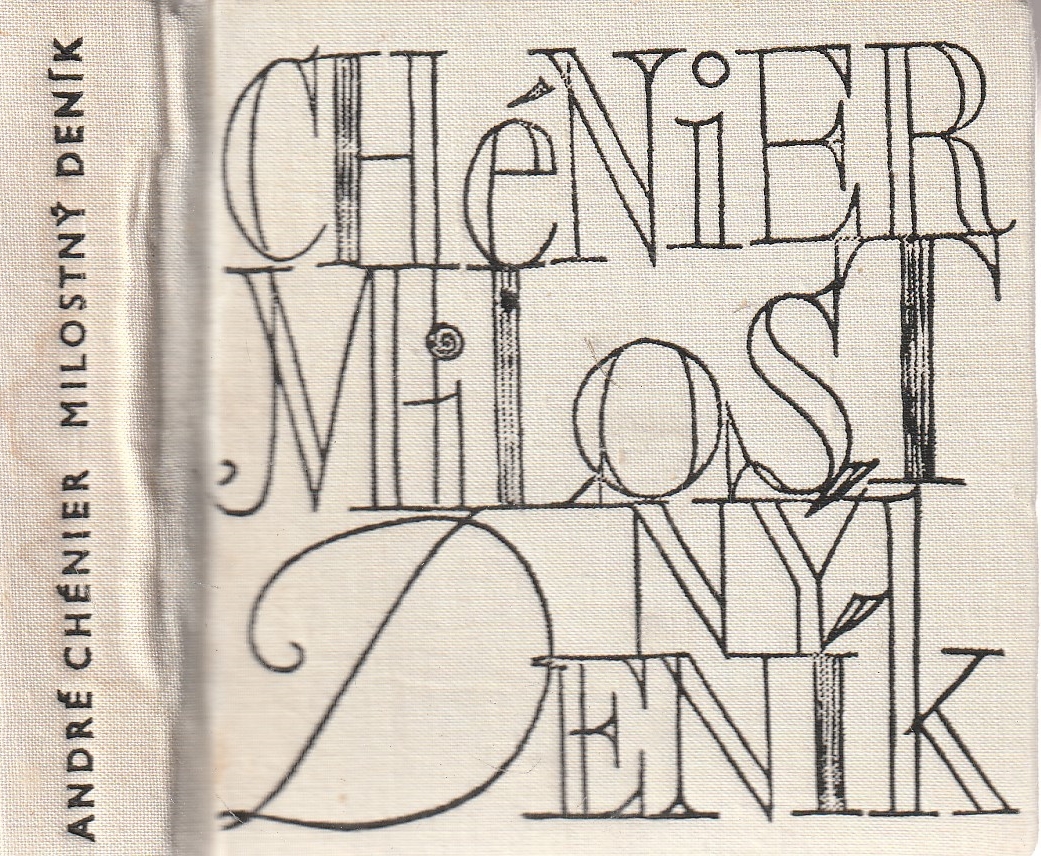 ANDRÉ CHÉNIER MILOSTNÝ DENÍK
CHéNiER
MiLOST
NÝ
DENÍK